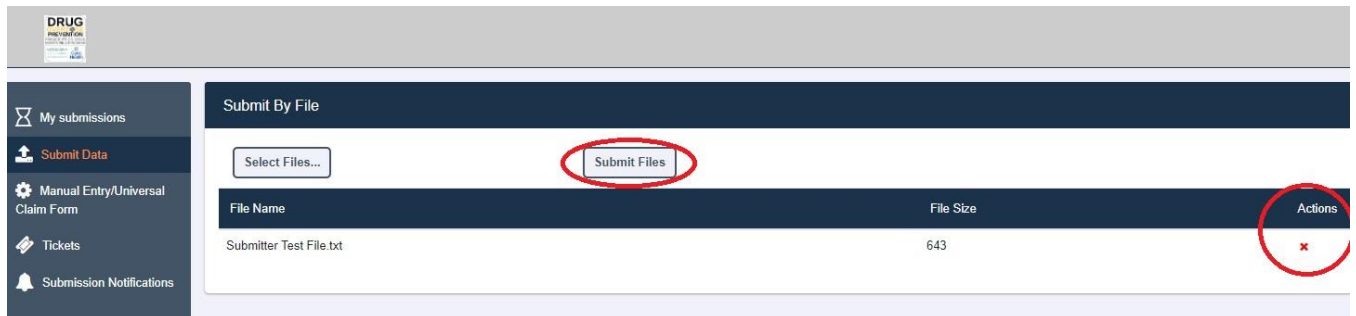 DRUG
PREVENTION
My submissions
Submit Data
Manual Entry/Universal
Claim Form
Tickets
Submission Notifications
Submit By File
Select Files...
Submit Files
File Name File Size Actions
Submitter Test File.txt 643